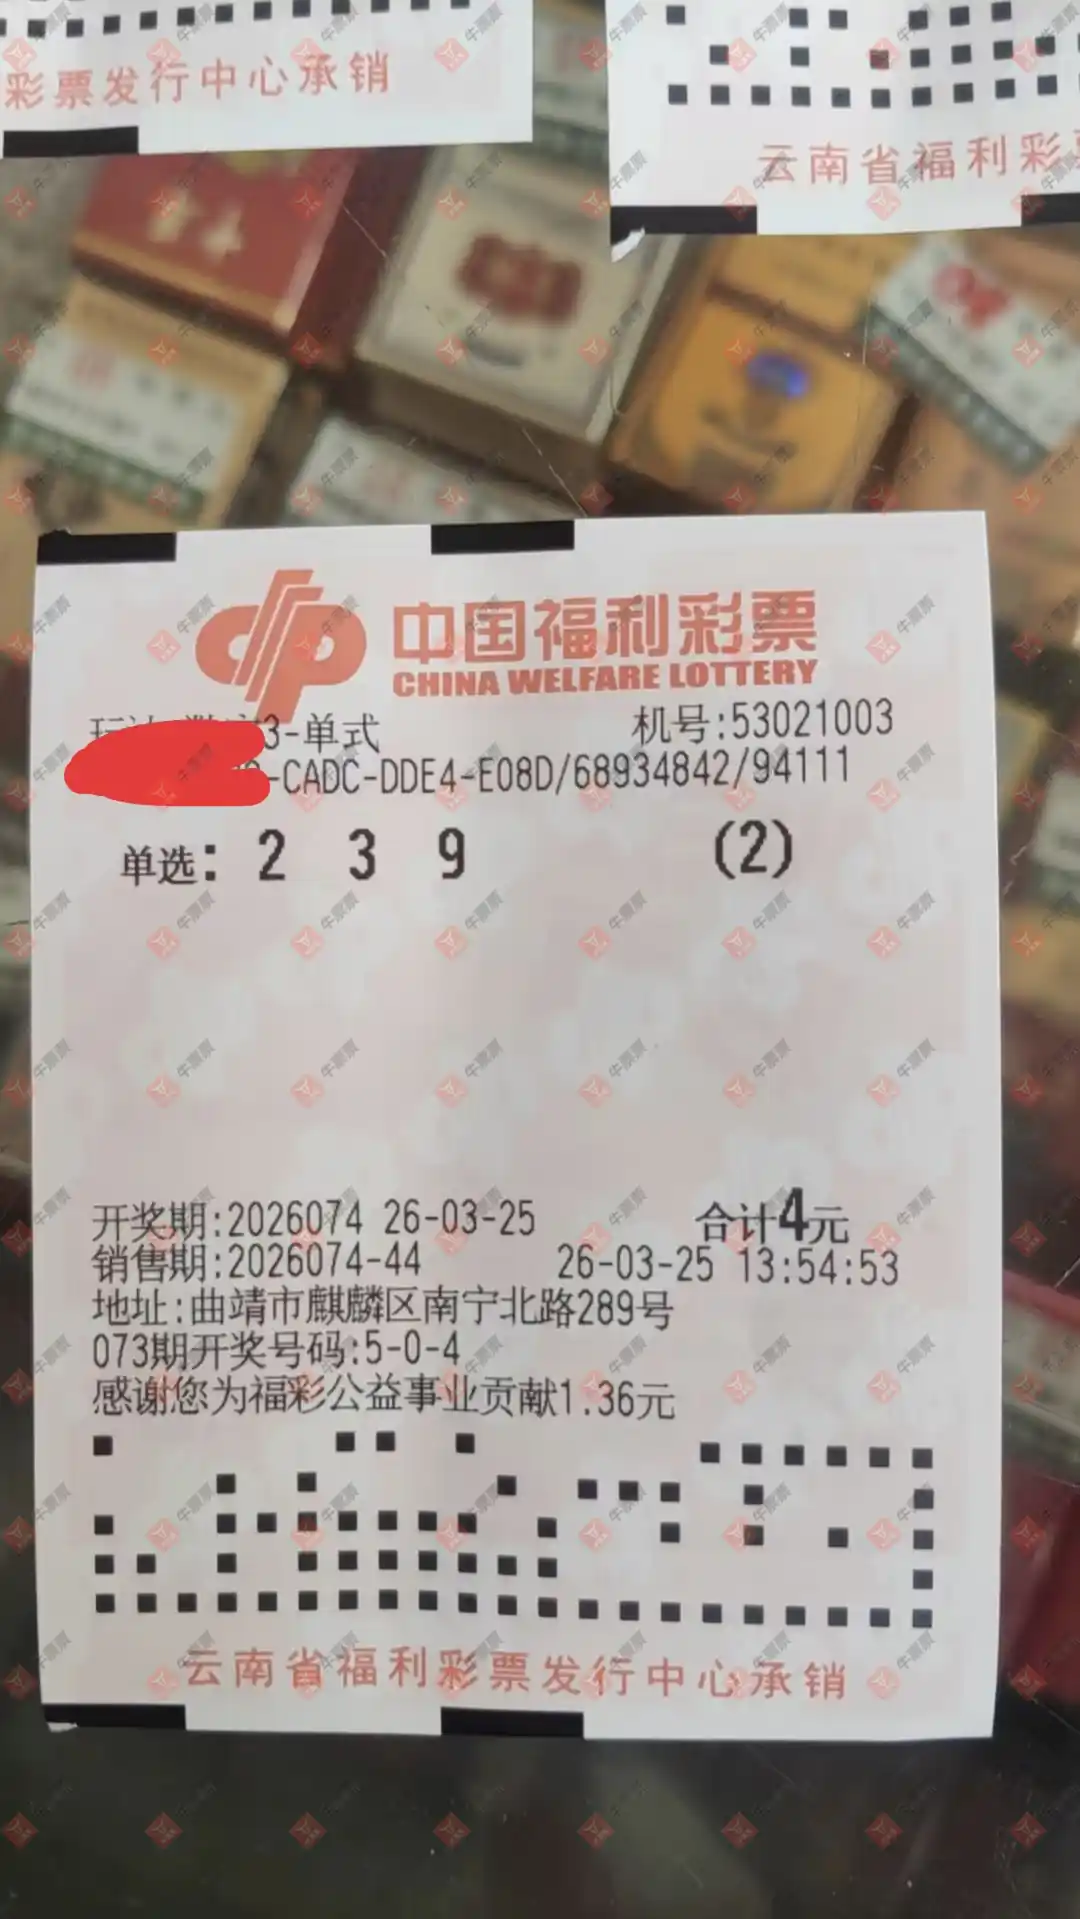 彩票发行中心承销
云南省福利彩
中国福利彩票
CHINA WELFARE LOTTERY
3-单式
机号:53021003
-CADC-DDE4-E08D/68934842/94111
单选: 2 3 9 (2)
开奖期:2026074 26-03-25 合计4元
销售期:2026074-44 26-03-25 13:54:53
地址:曲靖市麒麟区南宁北路289号
073期开奖号码:5-0-4
感谢您为福彩公益事业贡献1.36元
云南省福利彩票发行中心承销
牛票票